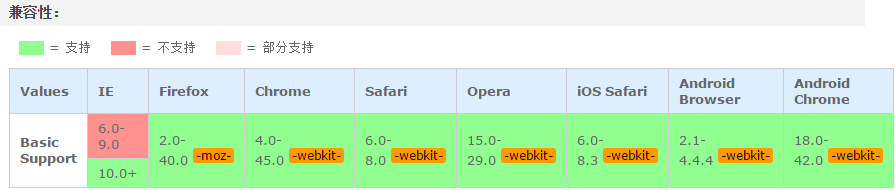 兼容性：
= 支持 = 不支持 = 部分支持
Values IE Firefox Chrome Safari Opera iOS Safari Android Browser Android Chrome
Basic Support
6.0-9.0
10.0+
2.0-40.0 -moz-
4.0-45.0 -webkit-
6.0-8.0 -webkit-
15.0-29.0 -webkit-
6.0-8.3 -webkit-
2.1-4.4.4 -webkit-
18.0-42.0 -webkit-